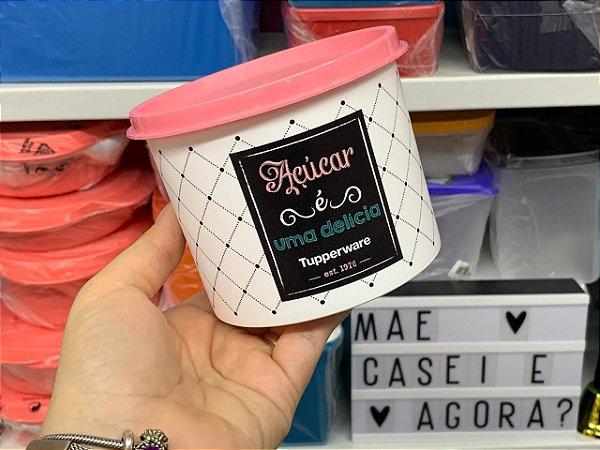 Açúcar
é
uma delícia
Tupperware
est. 1976
MAE ♥
CASEI E
♥ AGORA?